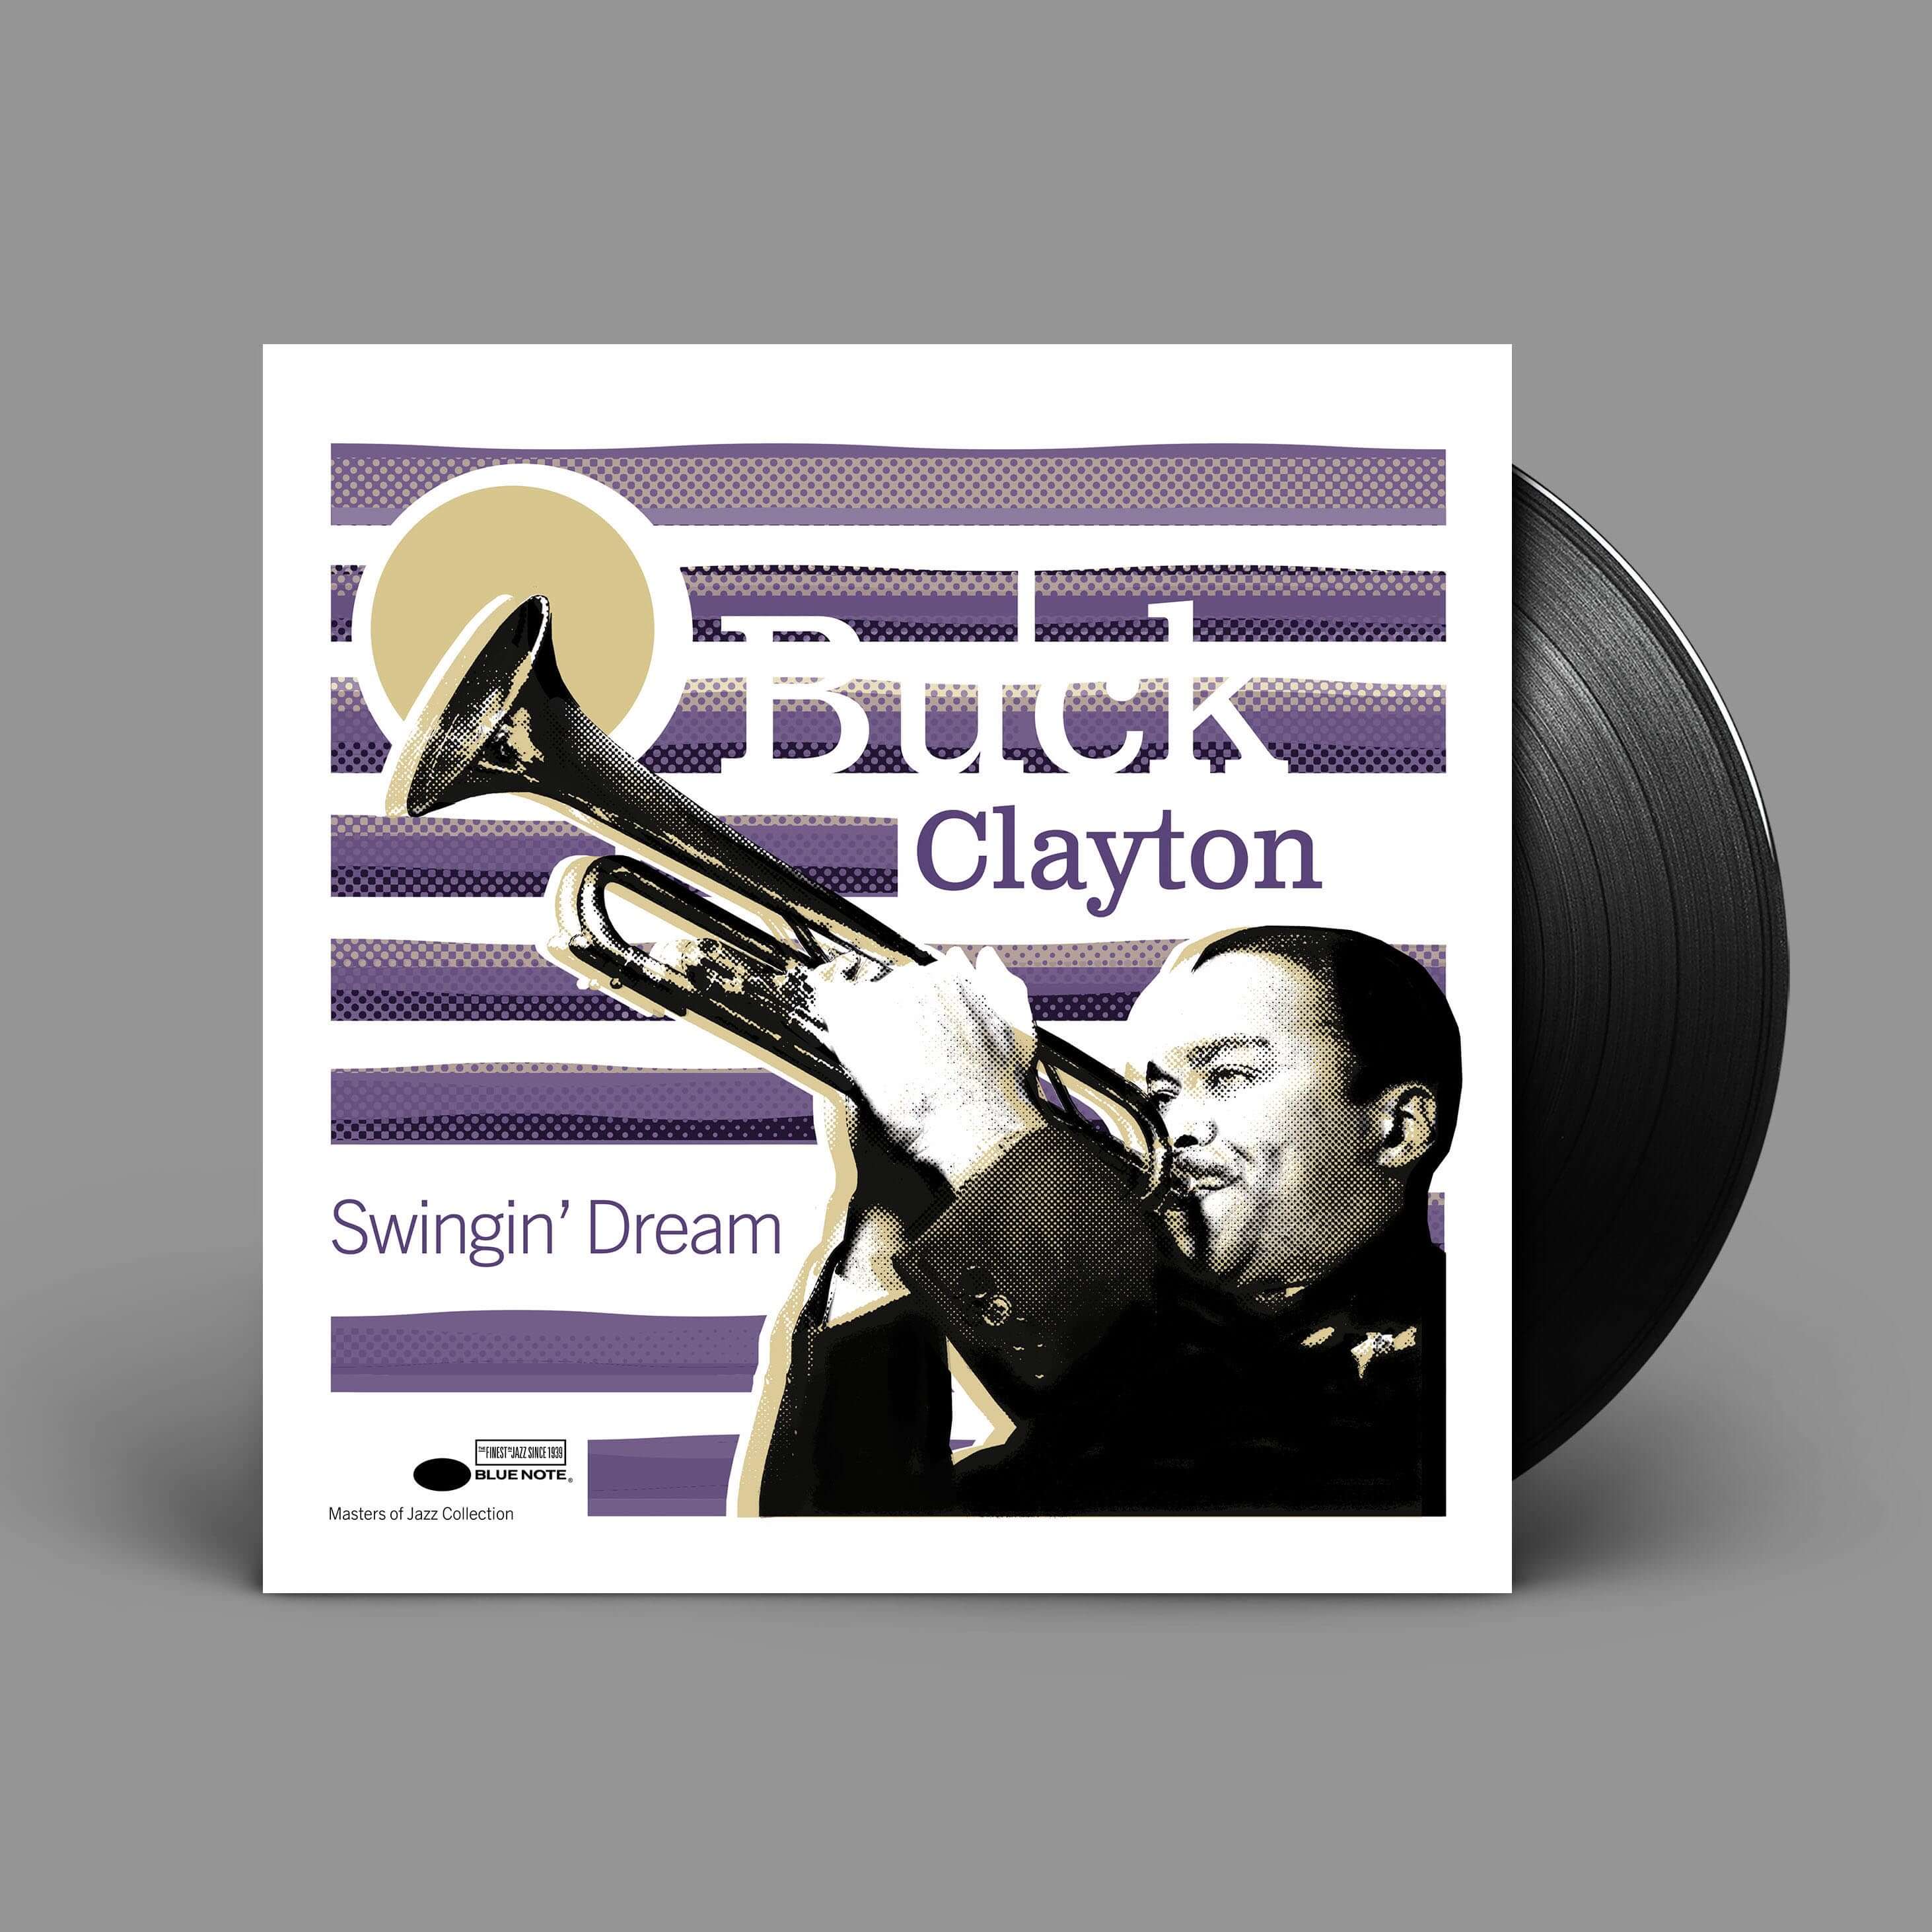 Buck
Clayton
Swingin’ Dream
THE FINEST IN JAZZ SINCE 1939
BLUE NOTE®
Masters of Jazz Collection